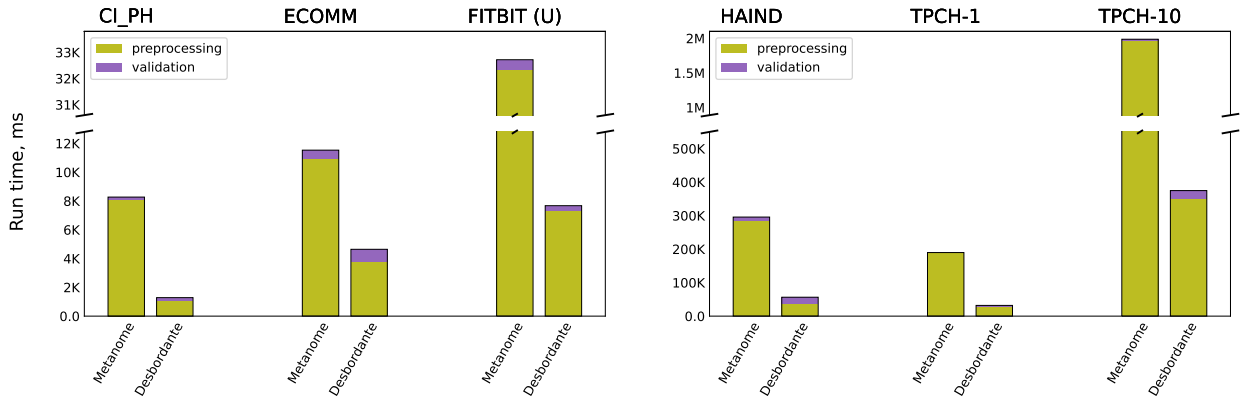 CI_PH ECOMM FITBIT (U)
Run time, ms
33K
32K
31K
12K
10K
8K
6K
4K
2K
0.0
preprocessing
validation
Metanome
Desbordante
Metanome
Desbordante
Metanome
Desbordante
HAIND TPCH-1 TPCH-10
2M
1.5M
1M
500K
400K
300K
200K
100K
0.0
preprocessing
validation
Metanome
Desbordante
Metanome
Desbordante
Metanome
Desbordante